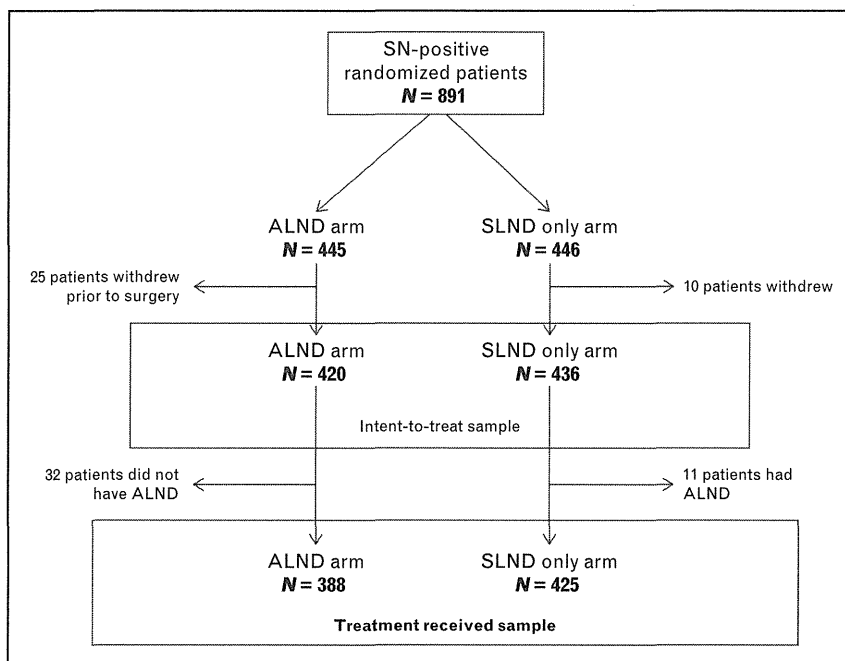 SN-positive
randomized patients
N = 891
ALND arm
N = 445
SLND only arm
N = 446
25 patients withdrew
prior to surgery
10 patients withdrew
ALND arm
N = 420
SLND only arm
N = 436
Intent-to-treat sample
32 patients did not
have ALND
11 patients had
ALND
ALND arm
N = 388
SLND only arm
N = 425
Treatment received sample